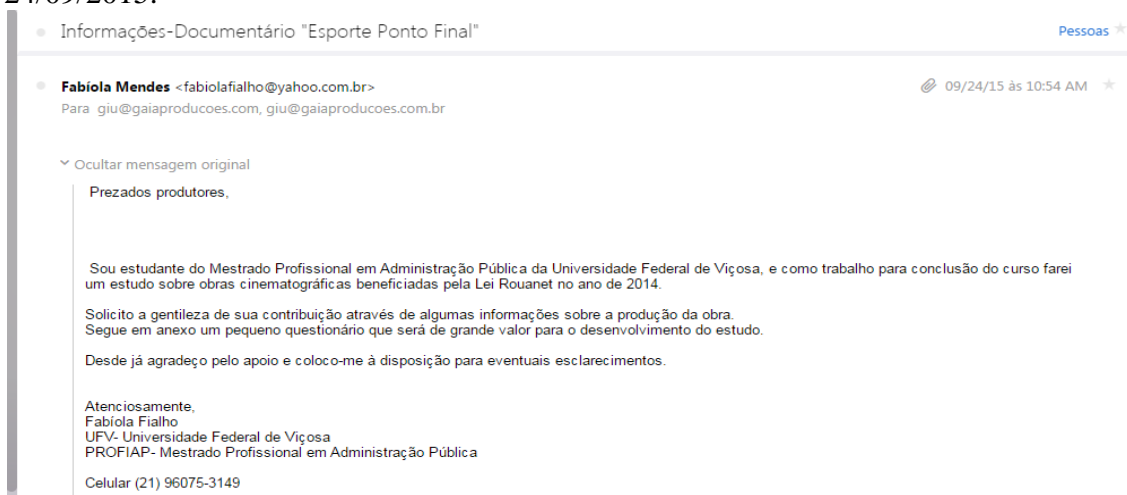 24/09/2015.
Informações-Documentário "Esporte Ponto Final" Pessoas
Fabíola Mendes <fabiolafialho@yahoo.com.br> 09/24/15 às 10:54 AM
Para giu@gaiaproducoes.com, giu@gaiaproducoes.com.br
Ocultar mensagem original
Prezados produtores,
Sou estudante do Mestrado Profissional em Administração Pública da Universidade Federal de Viçosa, e como trabalho para conclusão do curso farei
um estudo sobre obras cinematográficas beneficiadas pela Lei Rouanet no ano de 2014.
Solicito a gentileza de sua contribuição através de algumas informações sobre a produção da obra.
Segue em anexo um pequeno questionário que será de grande valor para o desenvolvimento do estudo.
Desde já agradeço pelo apoio e coloco-me à disposição para eventuais esclarecimentos.
Atenciosamente,
Fabíola Fialho
UFV- Universidade Federal de Viçosa
PROFIAP- Mestrado Profissional em Administração Pública
Celular (21) 96075-3149